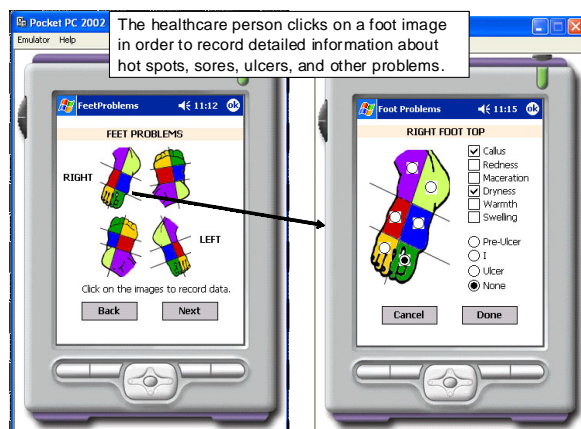 Pocket PC 2002
Emulator Help
The healthcare person clicks on a foot image
in order to record detailed information about
hot spots, sores, ulcers, and other problems.
FeetProblems 11:12 ok
FEET PROBLEMS
RIGHT
LEFT
Click on the images to record data.
Back Next
Foot Problems 11:15 ok
RIGHT FOOT TOP
Callus
Redness
Maceration
Dryness
Warmth
Swelling
Pre-Ulcer
I
Ulcer
None
Cancel Done